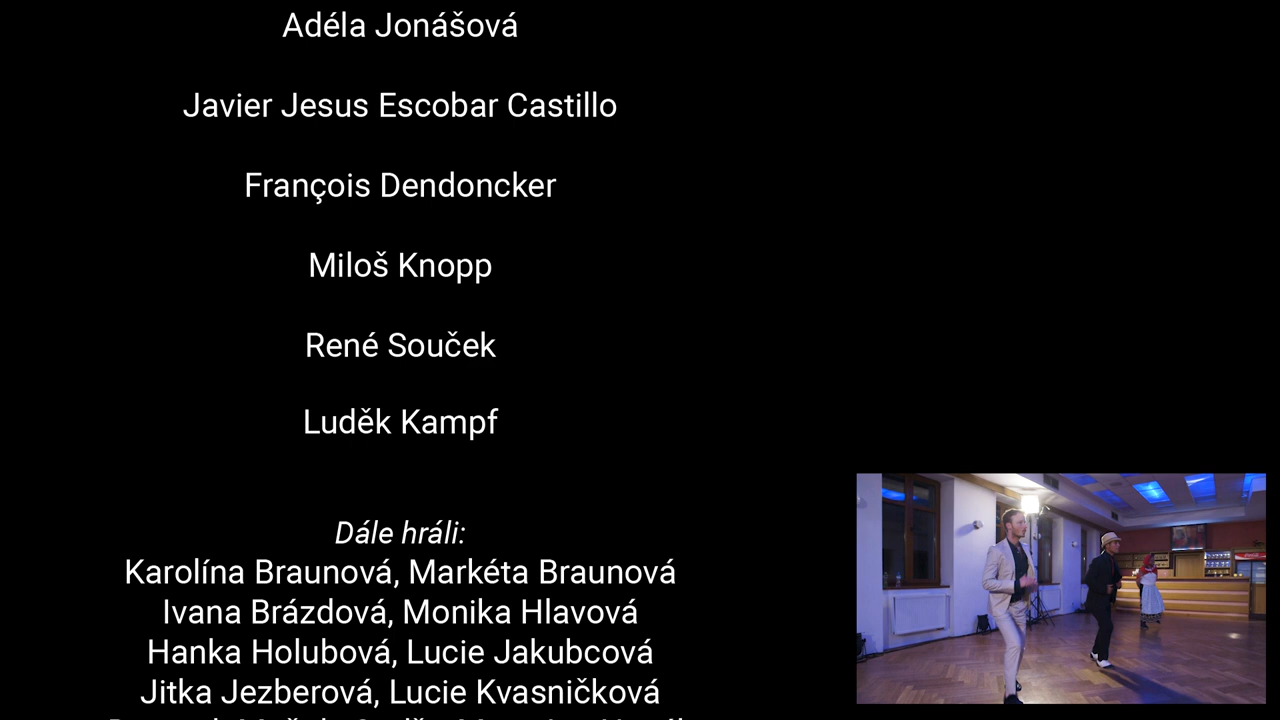 Adéla Jonášová
Javier Jesus Escobar Castillo
François Dendoncker
Miloš Knopp
René Souček
Luděk Kampf
Dále hráli:
Karolína Braunová, Markéta Braunová
Ivana Brázdová, Monika Hlavová
Hanka Holubová, Lucie Jakubcová
Jitka Jezberová, Lucie Kvasničková